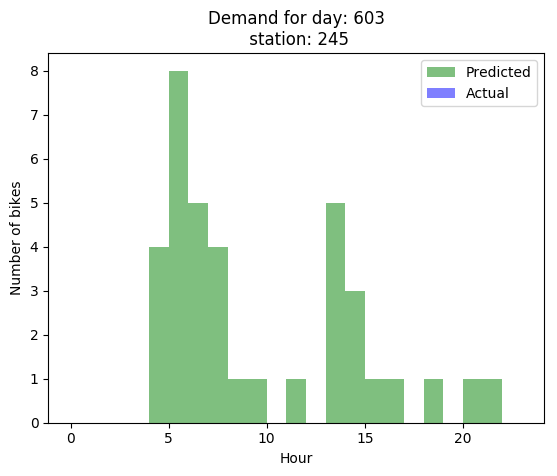 Demand for day: 603
station: 245
Predicted
Actual
Number of bikes
8
7
6
5
4
3
2
1
0
0 5 10 15 20
Hour